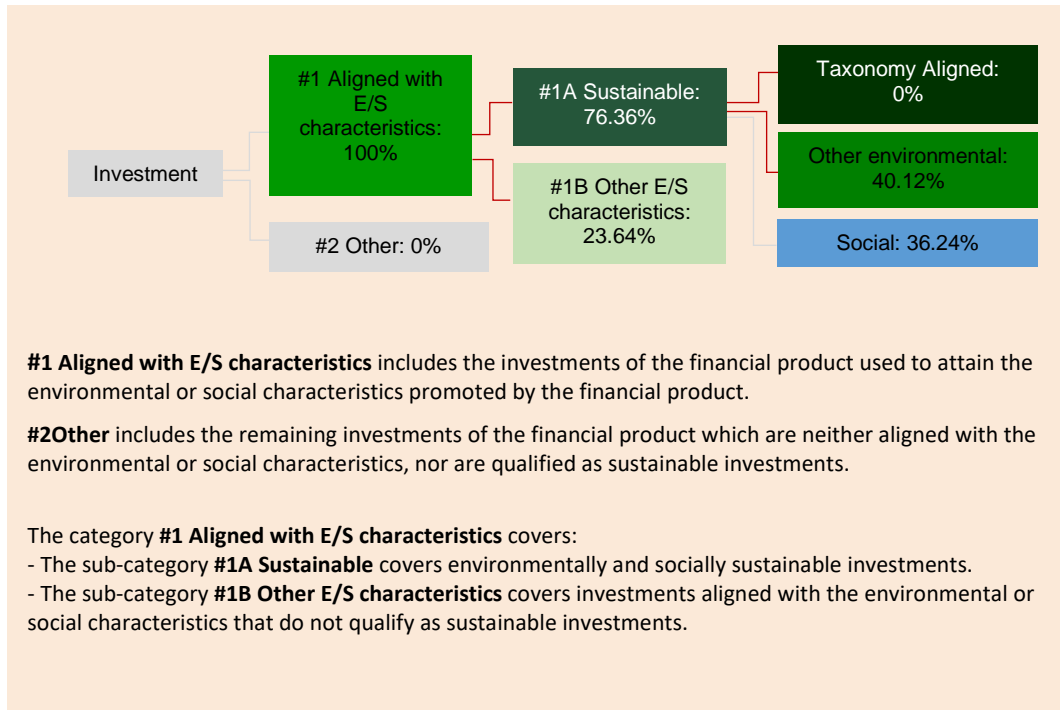 Investment
#1 Aligned with
E/S
characteristics:
100%
#2 Other: 0%
#1A Sustainable:
76.36%
#1B Other E/S
characteristics:
23.64%
Taxonomy Aligned:
0%
Other environmental:
40.12%
Social: 36.24%
#1 Aligned with E/S characteristics includes the investments of the financial product used to attain the
environmental or social characteristics promoted by the financial product.
#2Other includes the remaining investments of the financial product which are neither aligned with the
environmental or social characteristics, nor are qualified as sustainable investments.
The category #1 Aligned with E/S characteristics covers:
- The sub-category #1A Sustainable covers environmentally and socially sustainable investments.
- The sub-category #1B Other E/S characteristics covers investments aligned with the environmental or
social characteristics that do not qualify as sustainable investments.